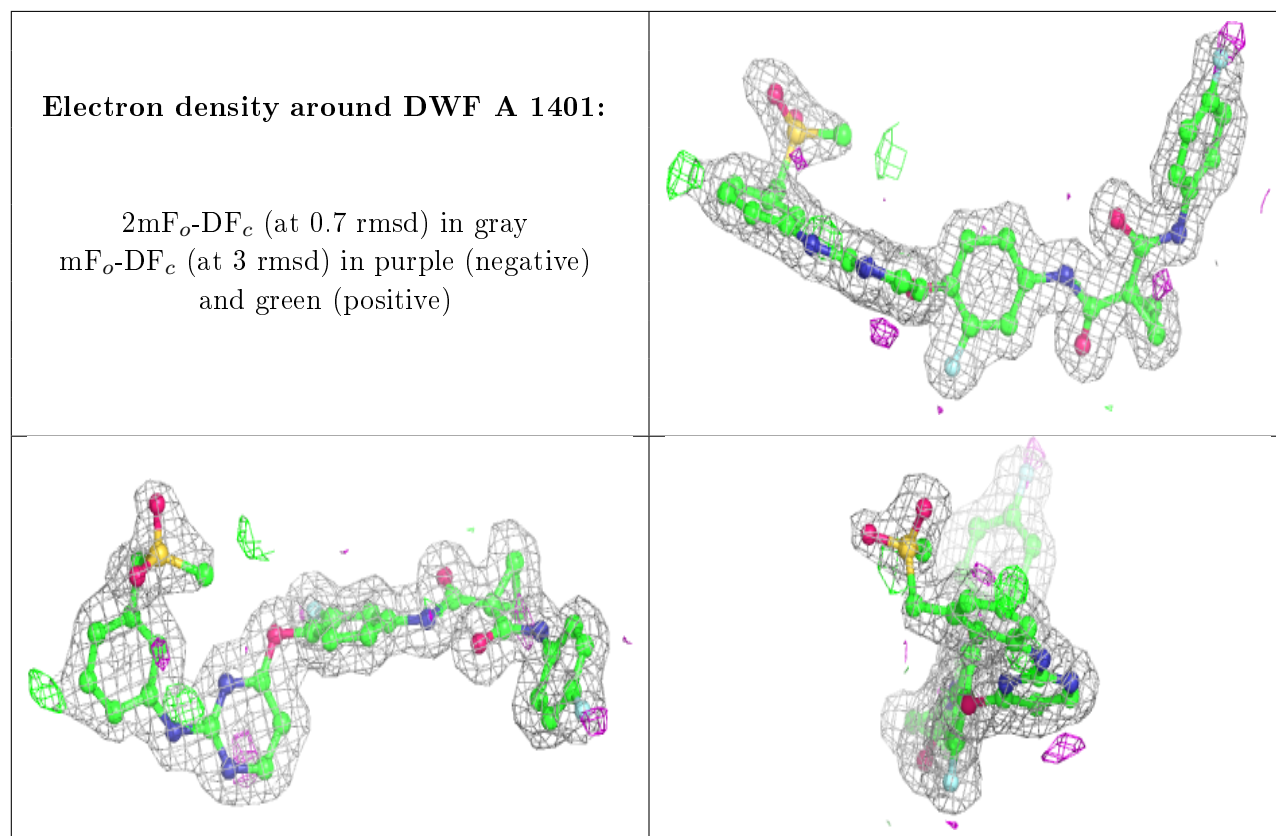 Electron density around DWF A 1401:
2mFₒ-DF𝒸 (at 0.7 rmsd) in gray
mFₒ-DF𝒸 (at 3 rmsd) in purple (negative)
and green (positive)